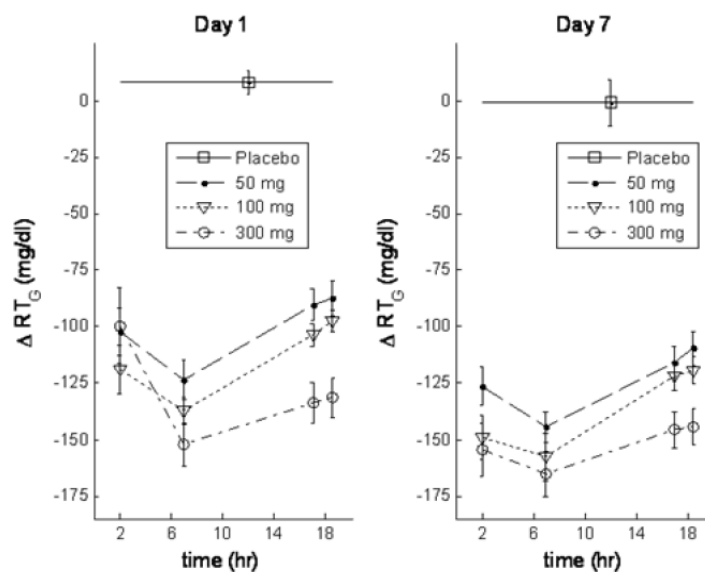 Day 1
Δ RT_G (mg/dl)
0
-25
-50
-75
-100
-125
-150
-175
Placebo
50 mg
100 mg
300 mg
2 6 10 14 18
time (hr)
Day 7
Δ RT_G (mg/dl)
0
-25
-50
-75
-100
-125
-150
-175
Placebo
50 mg
100 mg
300 mg
2 6 10 14 18
time (hr)